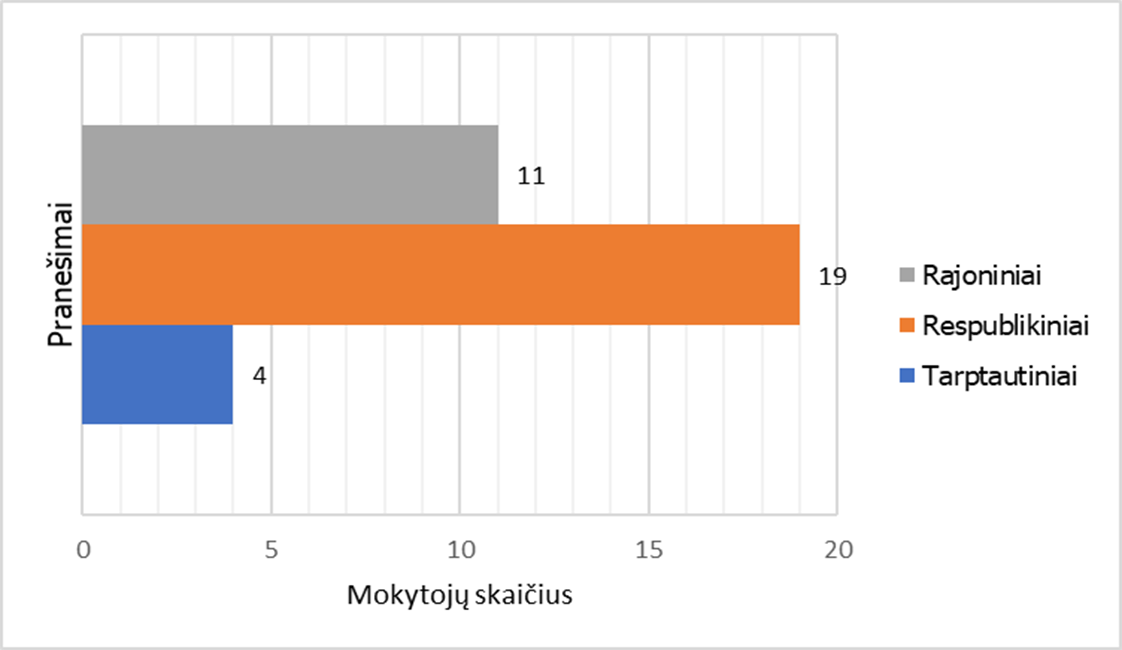 Pranešimai
11
19
4
Rajoniniai
Respublikiniai
Tarptautiniai
0 5 10 15 20
Mokytojų skaičius